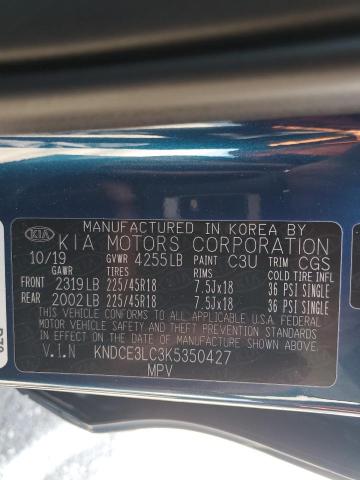 MANUFACTURED IN KOREA BY
KIA KIA MOTORS CORPORATION
10/19 GVWR 4255LB PAINT C3U TRIM CGS
GAWR TIRES RIMS COLD TIRE INFL
FRONT 2319LB 225/45R18 7.5Jx18 36 PSI SINGLE
REAR 2002LB 225/45R18 7.5Jx18 36 PSI SINGLE
THIS VEHICLE CONFORMS TO ALL APPLICABLE U.S.A
FEDERAL MOTOR VEHICLE SAFETY STANDARDS
IN EFFECT ON THE DATE OF MANUFACTURE SHOWN ABOVE
V.I.N KNDCE3LC3K5350427
MPV